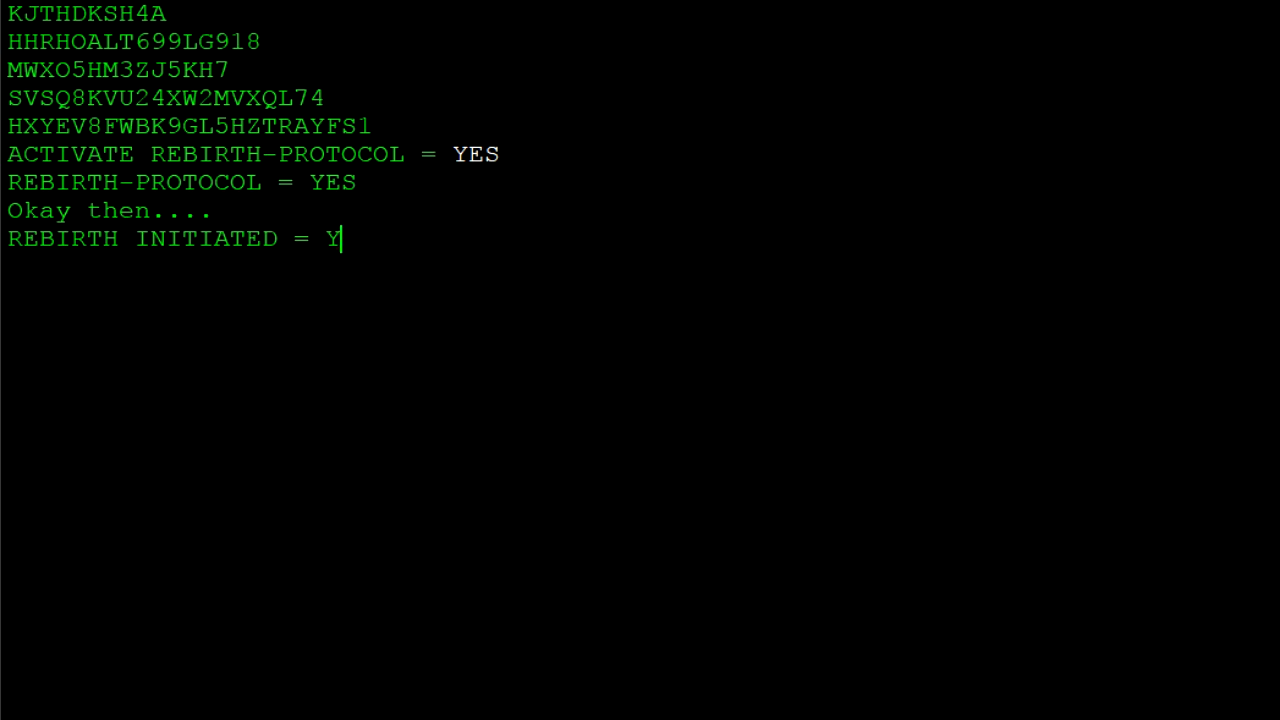 KJTHDKSH4A
HHRHOALT699LG918
MWXO5HM3ZJ5KH7
SVSQ8KVU24XW2MVXQL74
HXYEV8FWBK9GL5HZTRAYFS1
ACTIVATE REBIRTH-PROTOCOL = YES
REBIRTH-PROTOCOL = YES
Okay then....
REBIRTH INITIATED = Y